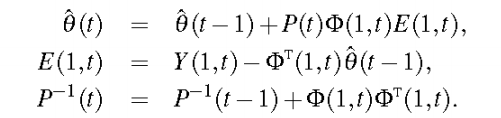 θ̂(t) = θ̂(t−1)+P(t)Φ(1,t)E(1,t),
E(1,t) = Y(1,t)−Φᵀ(1,t)θ̂(t−1),
P⁻¹(t) = P⁻¹(t−1)+Φ(1,t)Φᵀ(1,t).